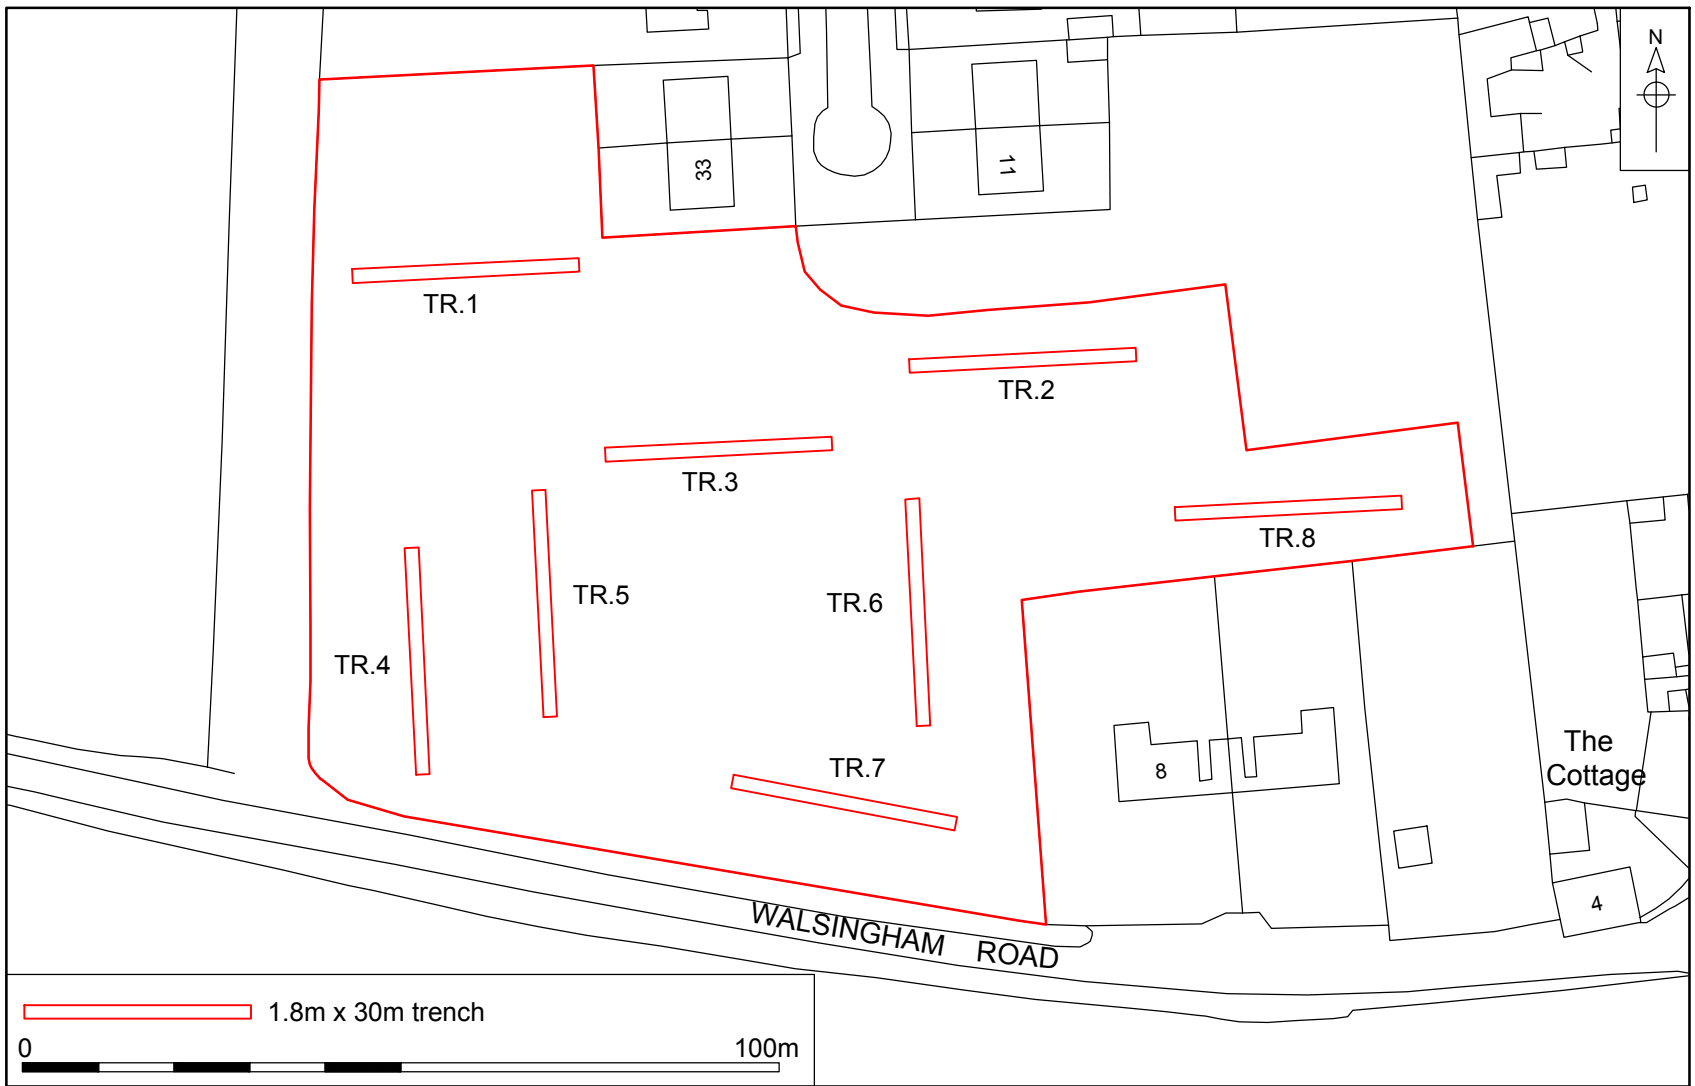 N
33
11
TR.1
TR.2
TR.3
TR.8
TR.5
TR.6
TR.4
TR.7
8
The
Cottage
4
WALSINGHAM ROAD
1.8m x 30m trench
0 100m